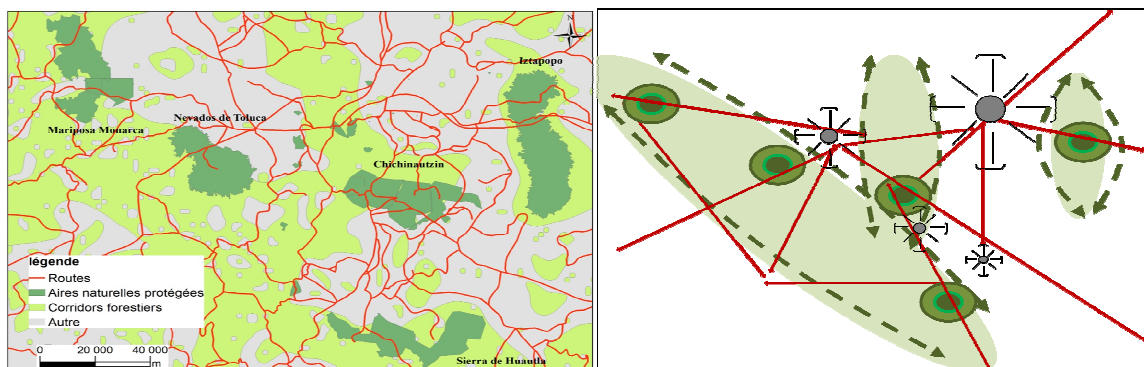 N
Iztapopo
Mariposa Monarca
Nevados de Toluca
Chichinautzin
légende
Routes
Aires naturelles protégées
Corridors forestiers
Autre
0 20 000 40 000
m
Sierra de Huautla